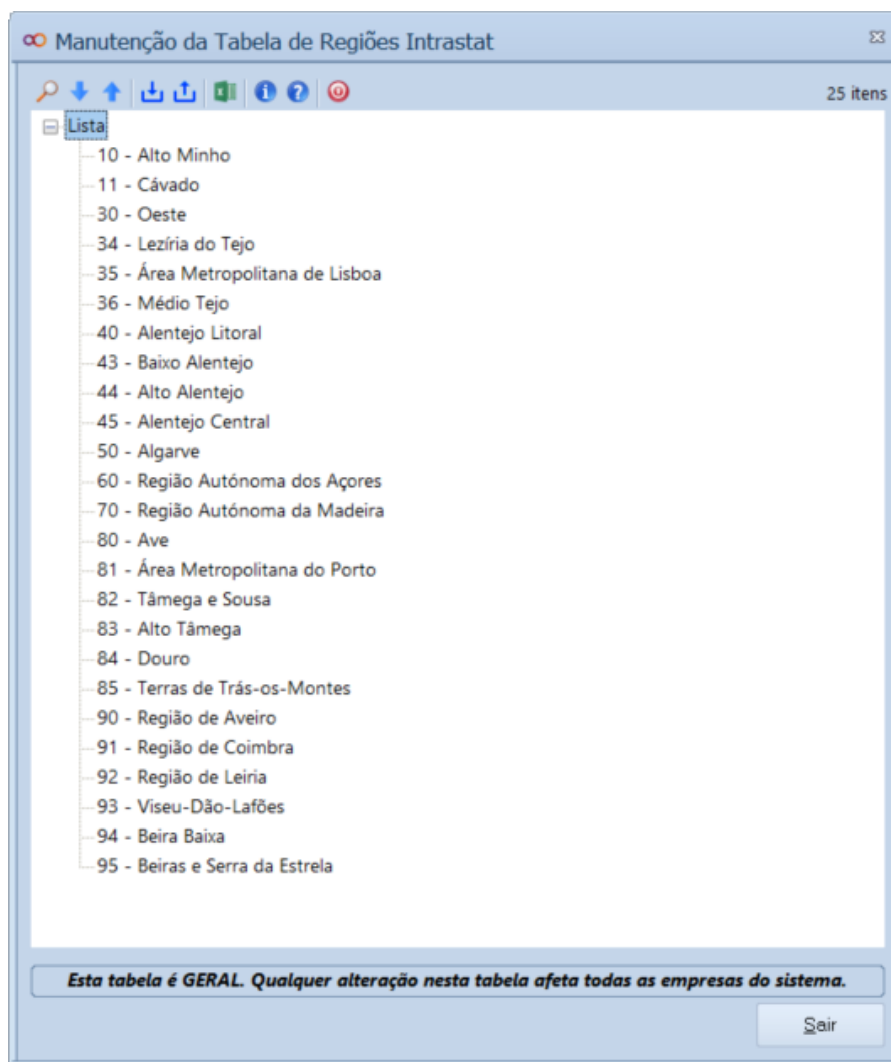 Manutenção da Tabela de Regiões Intrastat
25 itens
Lista
10 - Alto Minho
11 - Cávado
30 - Oeste
34 - Lezíria do Tejo
35 - Área Metropolitana de Lisboa
36 - Médio Tejo
40 - Alentejo Litoral
43 - Baixo Alentejo
44 - Alto Alentejo
45 - Alentejo Central
50 - Algarve
60 - Região Autónoma dos Açores
70 - Região Autónoma da Madeira
80 - Ave
81 - Área Metropolitana do Porto
82 - Tâmega e Sousa
83 - Alto Tâmega
84 - Douro
85 - Terras de Trás-os-Montes
90 - Região de Aveiro
91 - Região de Coimbra
92 - Região de Leiria
93 - Viseu-Dão-Lafões
94 - Beira Baixa
95 - Beiras e Serra da Estrela
Esta tabela é GERAL. Qualquer alteração nesta tabela afeta todas as empresas do sistema.
Sair